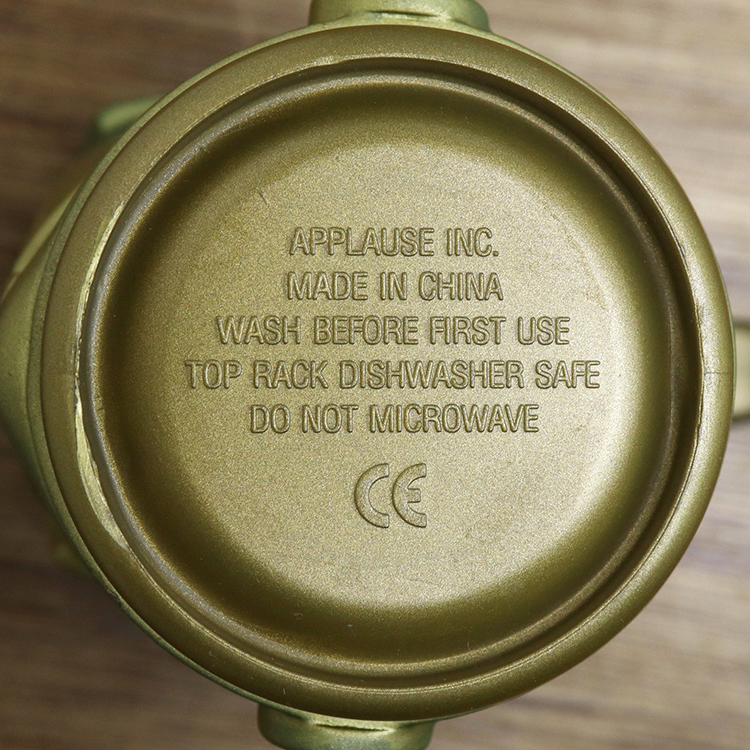 APPLAUSE INC.
MADE IN CHINA
WASH BEFORE FIRST USE
TOP RACK DISHWASHER SAFE
DO NOT MICROWAVE
CE